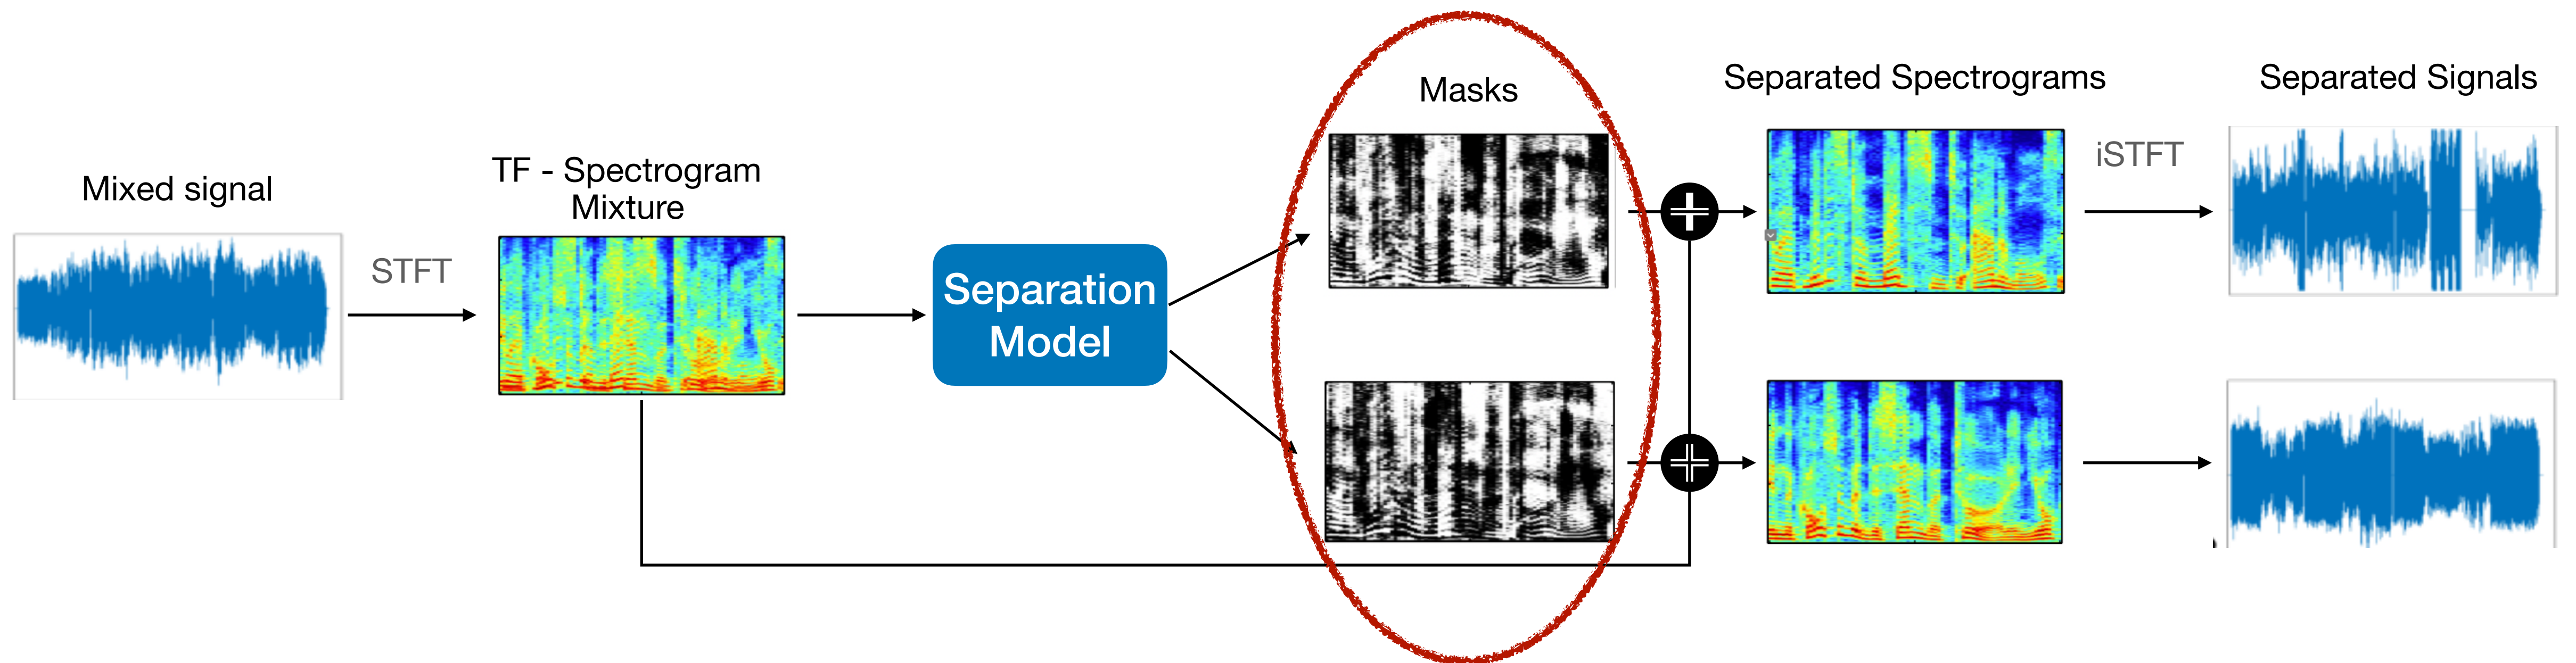 Mixed signal
STFT
TF - Spectrogram
Mixture
Separation
Model
Masks
Separated Spectrograms
iSTFT
Separated Signals